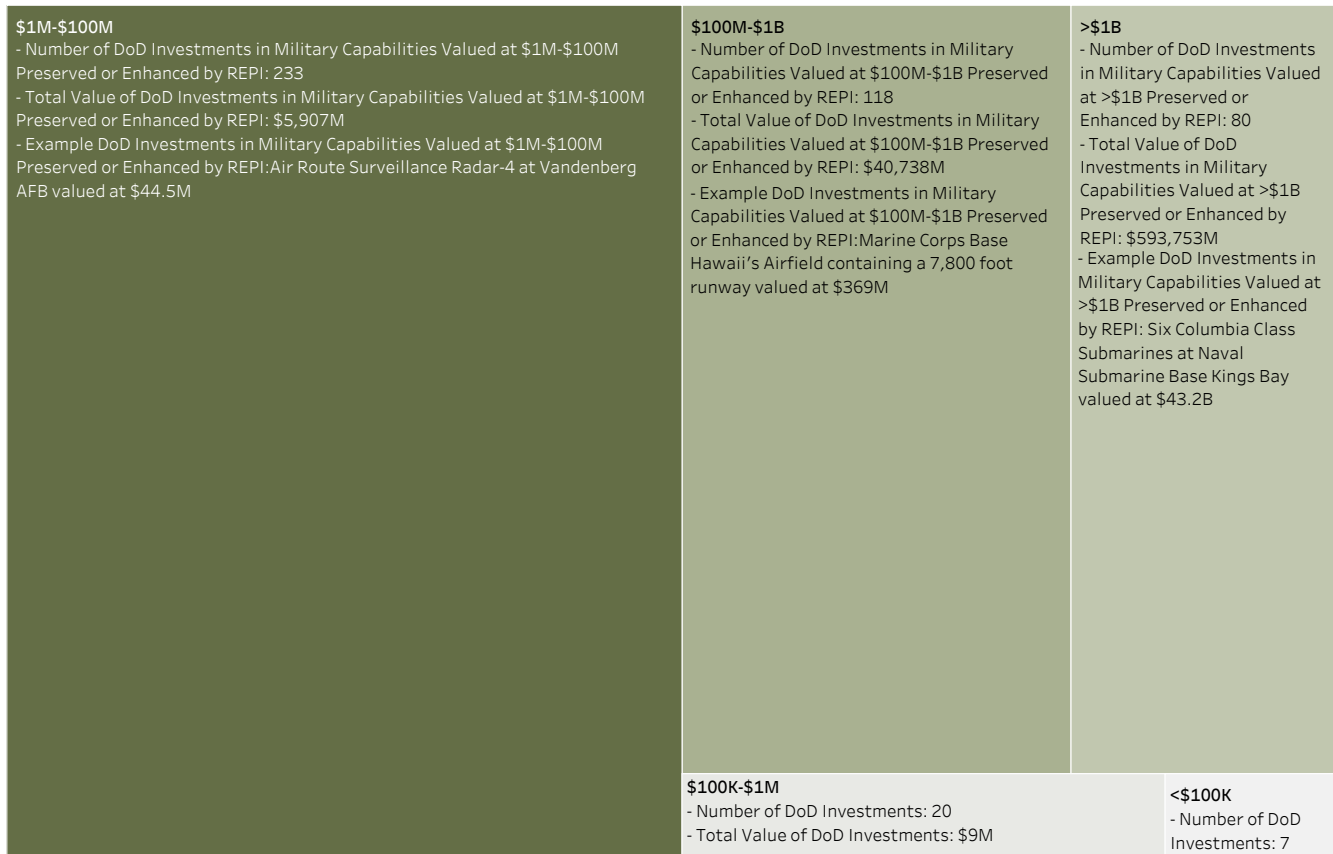 $1M-$100M
- Number of DoD Investments in Military Capabilities Valued at $1M-$100M
Preserved or Enhanced by REPI: 233
- Total Value of DoD Investments in Military Capabilities Valued at $1M-$100M
Preserved or Enhanced by REPI: $5,907M
- Example DoD Investments in Military Capabilities Valued at $1M-$100M
Preserved or Enhanced by REPI:Air Route Surveillance Radar-4 at Vandenberg
AFB valued at $44.5M
$100M-$1B
- Number of DoD Investments in Military
Capabilities Valued at $100M-$1B Preserved
or Enhanced by REPI: 118
- Total Value of DoD Investments in Military
Capabilities Valued at $100M-$1B Preserved
or Enhanced by REPI: $40,738M
- Example DoD Investments in Military
Capabilities Valued at $100M-$1B Preserved
or Enhanced by REPI:Marine Corps Base
Hawaii’s Airfield containing a 7,800 foot
runway valued at $369M
>$1B
- Number of DoD Investments
in Military Capabilities Valued
at >$1B Preserved or
Enhanced by REPI: 80
- Total Value of DoD
Investments in Military
Capabilities Valued at >$1B
Preserved or Enhanced by
REPI: $593,753M
- Example DoD Investments in
Military Capabilities Valued at
>$1B Preserved or Enhanced
by REPI: Six Columbia Class
Submarines at Naval
Submarine Base Kings Bay
valued at $43.2B
$100K-$1M
- Number of DoD Investments: 20
- Total Value of DoD Investments: $9M
<$100K
- Number of DoD
Investments: 7